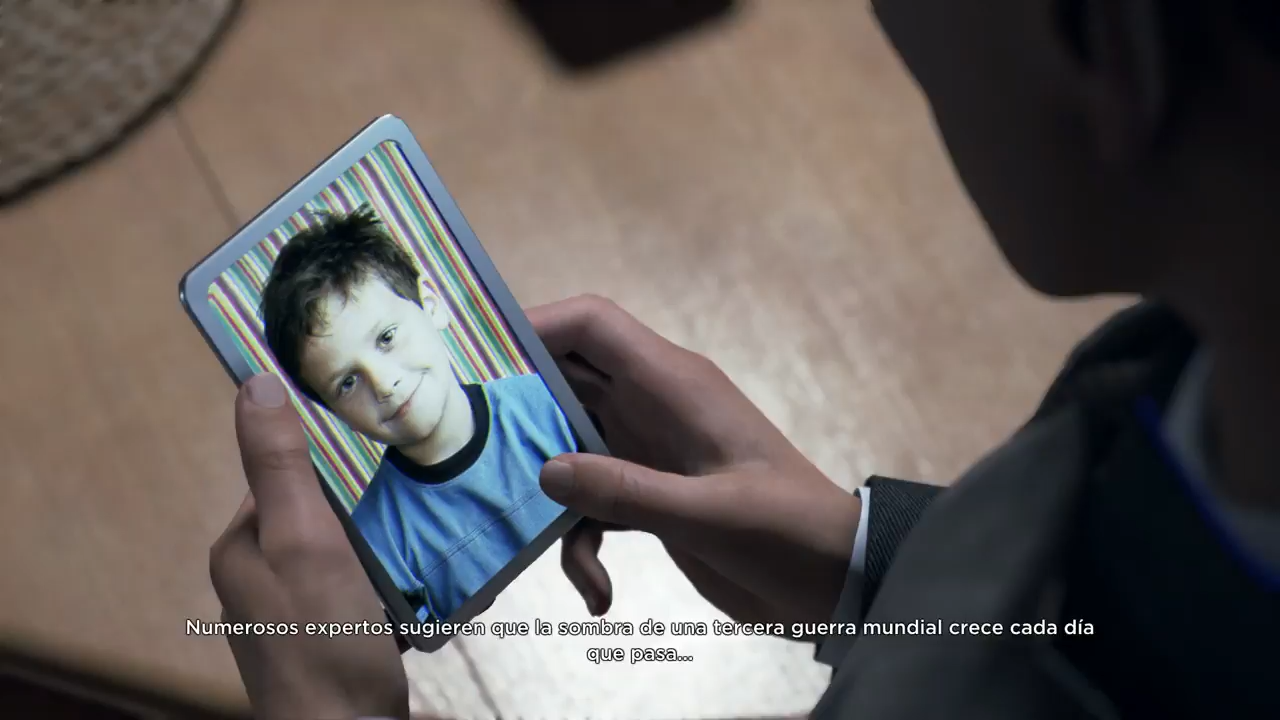 Numerosos expertos sugieren que la sombra de una tercera guerra mundial crece cada día
que pasa...